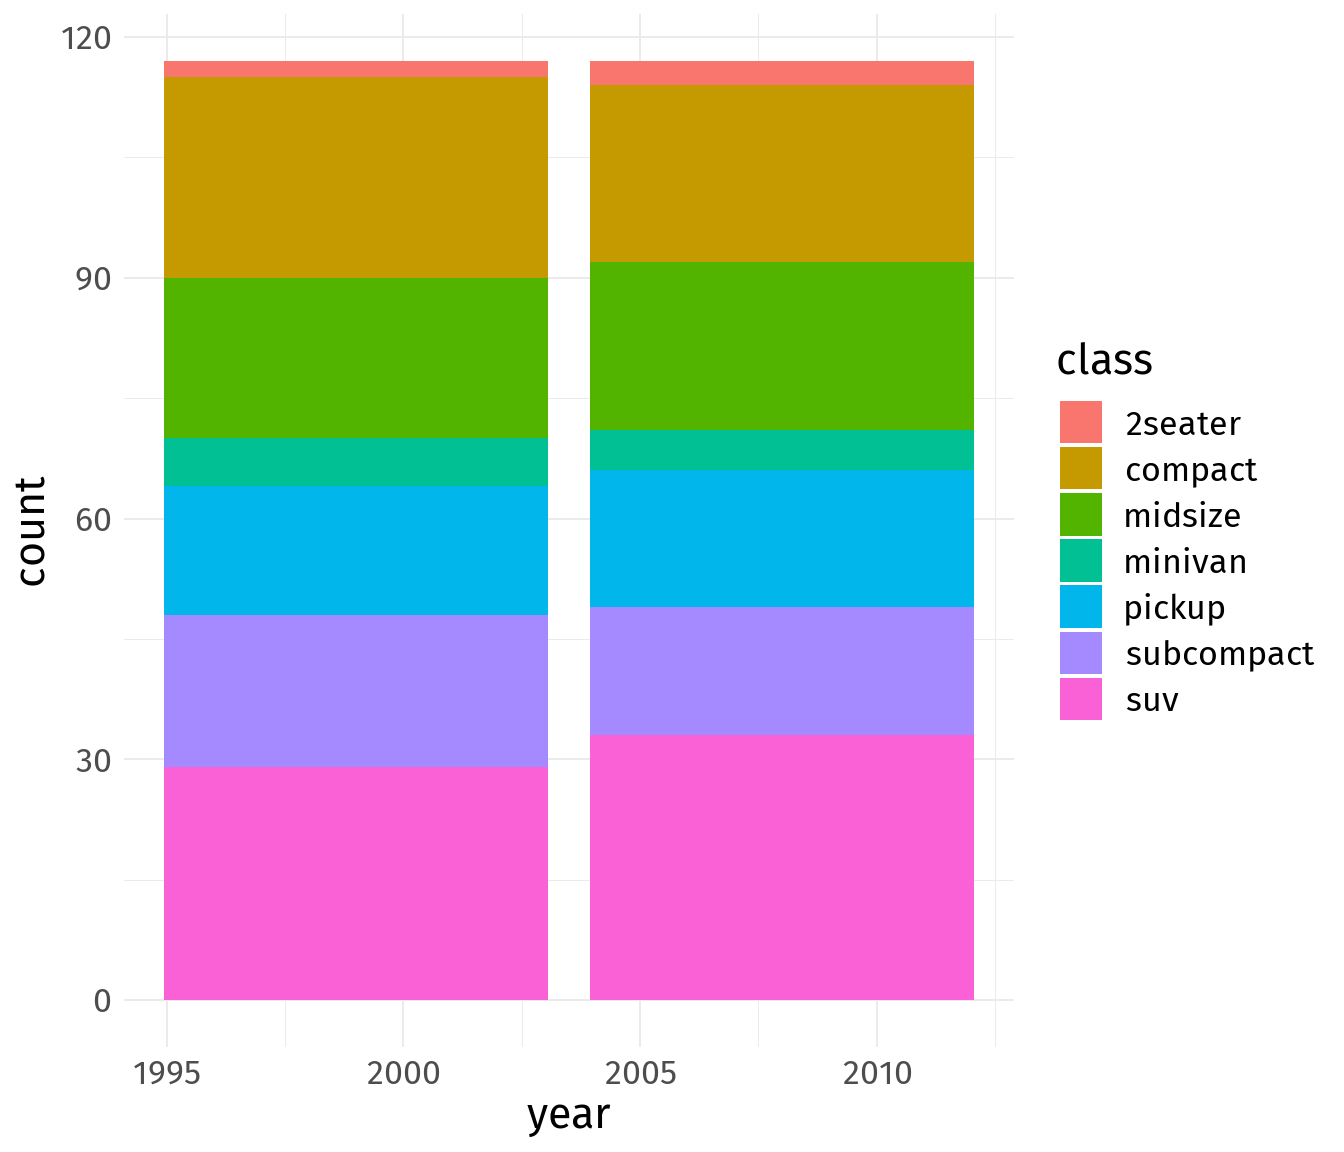 120
90
60
30
0
count
1995 2000 2005 2010
year
class
2seater
compact
midsize
minivan
pickup
subcompact
suv